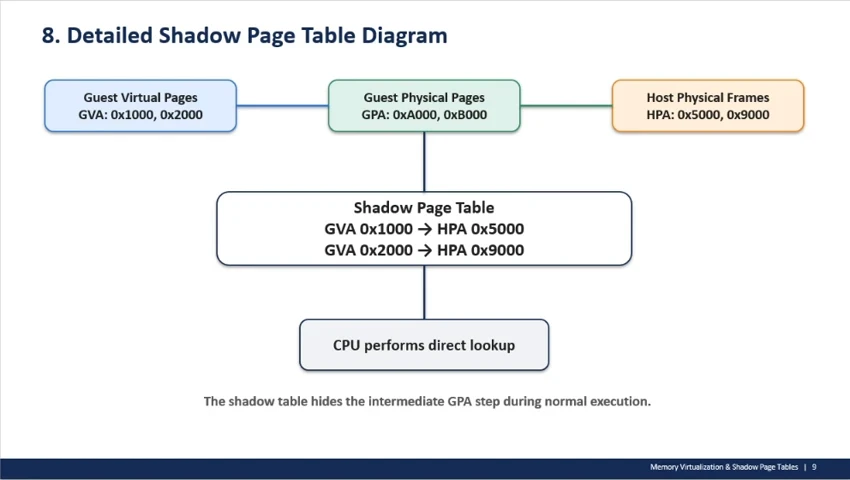 8. Detailed Shadow Page Table Diagram
Guest Virtual Pages
GVA: 0x1000, 0x2000
Guest Physical Pages
GPA: 0xA000, 0xB000
Host Physical Frames
HPA: 0x5000, 0x9000
Shadow Page Table
GVA 0x1000 → HPA 0x5000
GVA 0x2000 → HPA 0x9000
CPU performs direct lookup
The shadow table hides the intermediate GPA step during normal execution.
Memory Virtualization & Shadow Page Tables | 9